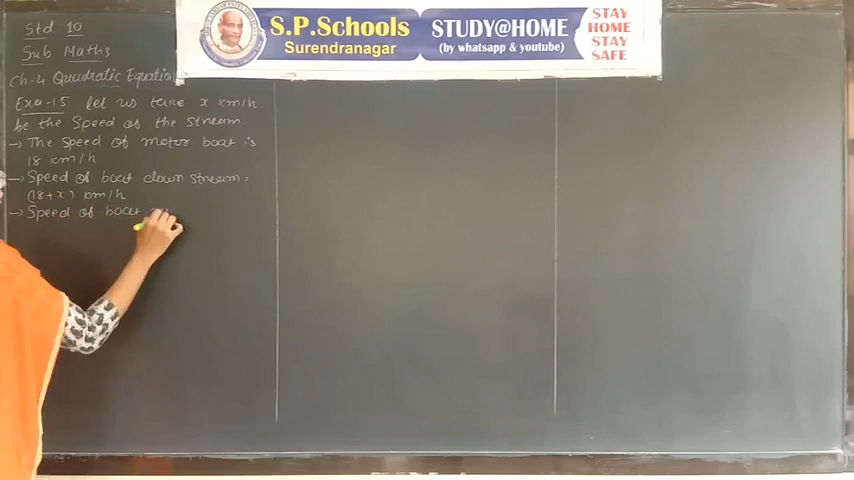 Std 10
Sub Maths
Ch-4 Quadratic Equation
Exa-15 let us take x km/h
be the Speed of the stream
→ The Speed of motor boat is
18 km/h
→ Speed of boat down stream =
(18+x) km/h
→ Speed of boat
S.P.Schools
Surendranagar
STUDY@HOME
(by whatsapp & youtube)
STAY
HOME
STAY
SAFE